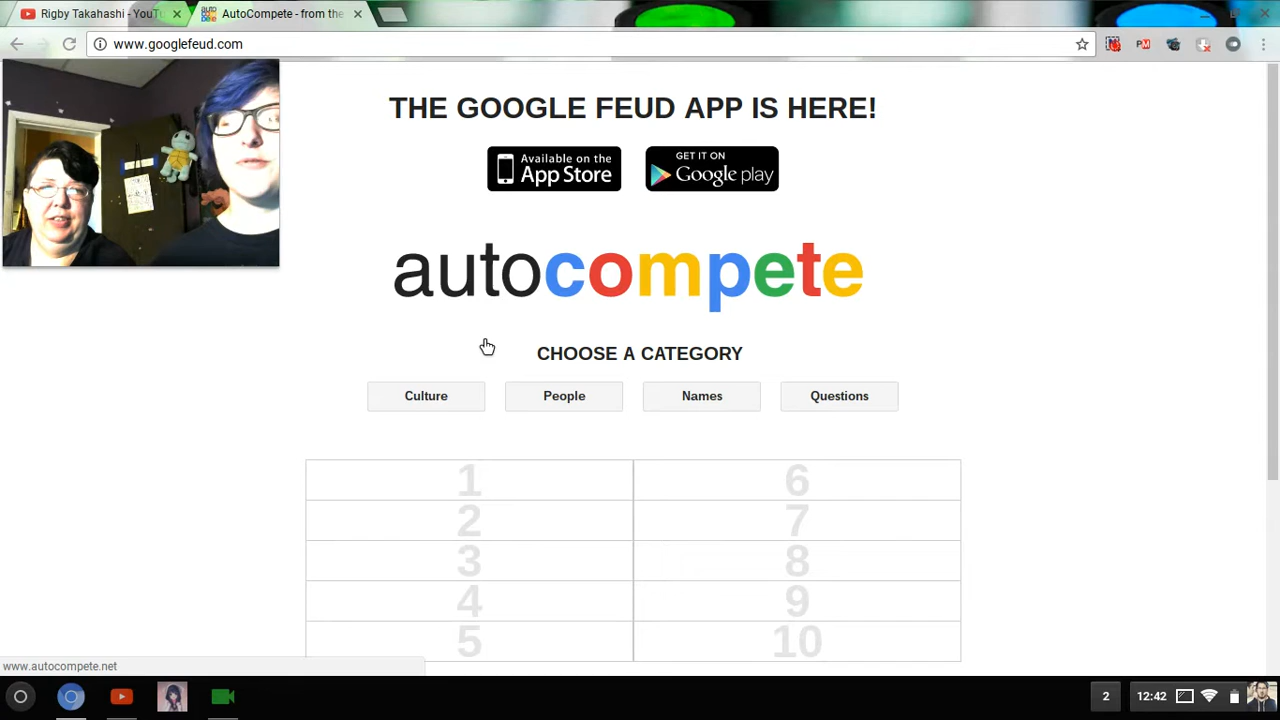 Rigby Takahashi - YouTu
AutoCompete - from the
www.googlefeud.com
THE GOOGLE FEUD APP IS HERE!
Available on the
App Store
GET IT ON
Google play
autocompete
CHOOSE A CATEGORY
Culture
People
Names
Questions
1
6
2
7
3
8
4
9
5
10
www.autocompete.net
2
12:42